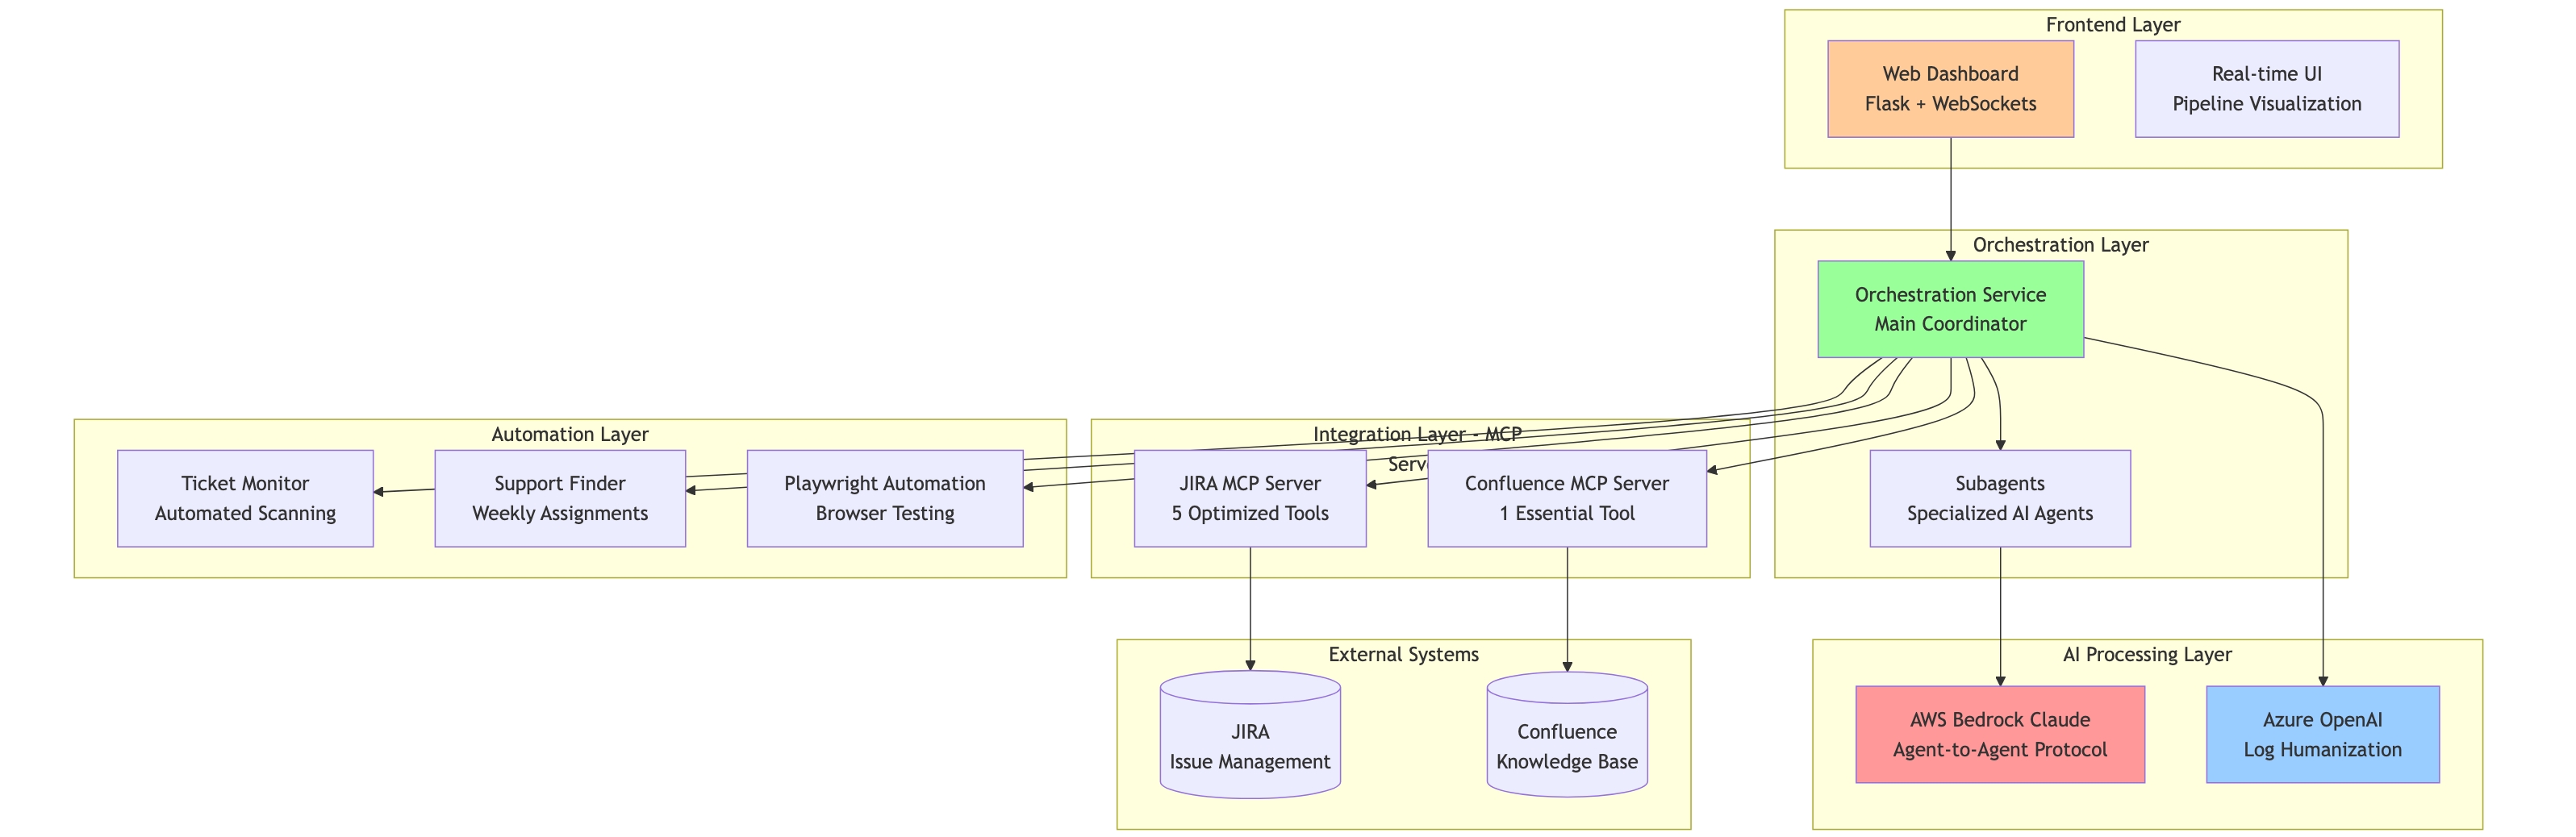 Frontend Layer
Web Dashboard
Flask + WebSockets
Real-time UI
Pipeline Visualization
Orchestration Layer
Orchestration Service
Main Coordinator
Subagents
Specialized AI Agents
Automation Layer
Ticket Monitor
Automated Scanning
Support Finder
Weekly Assignments
Playwright Automation
Browser Testing
Integration Layer - MCP
JIRA MCP Server
5 Optimized Tools
Confluence MCP Server
1 Essential Tool
External Systems
JIRA
Issue Management
Confluence
Knowledge Base
AI Processing Layer
AWS Bedrock Claude
Agent-to-Agent Protocol
Azure OpenAI
Log Humanization